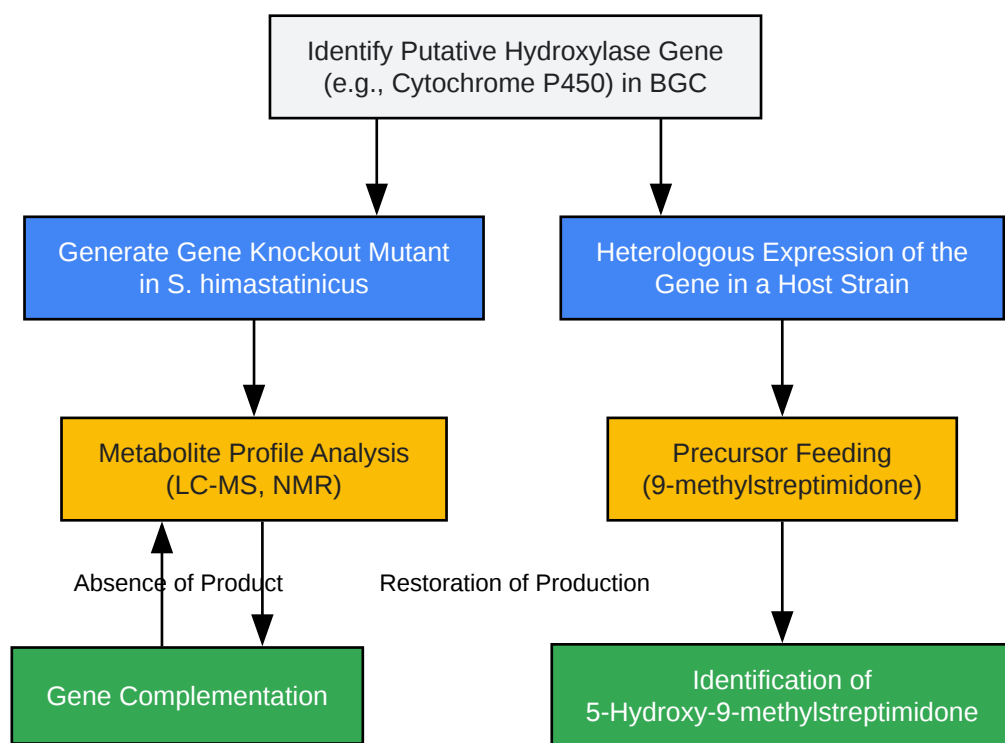 Identify Putative Hydroxylase Gene
(e.g., Cytochrome P450) in BGC
Generate Gene Knockout Mutant
in S. himastatinicus
Heterologous Expression of the
Gene in a Host Strain
Metabolite Profile Analysis
(LC-MS, NMR)
Precursor Feeding
(9-methylstreptimidone)
Absence of Product
Restoration of Production
Gene Complementation
Identification of
5-Hydroxy-9-methylstreptimidone